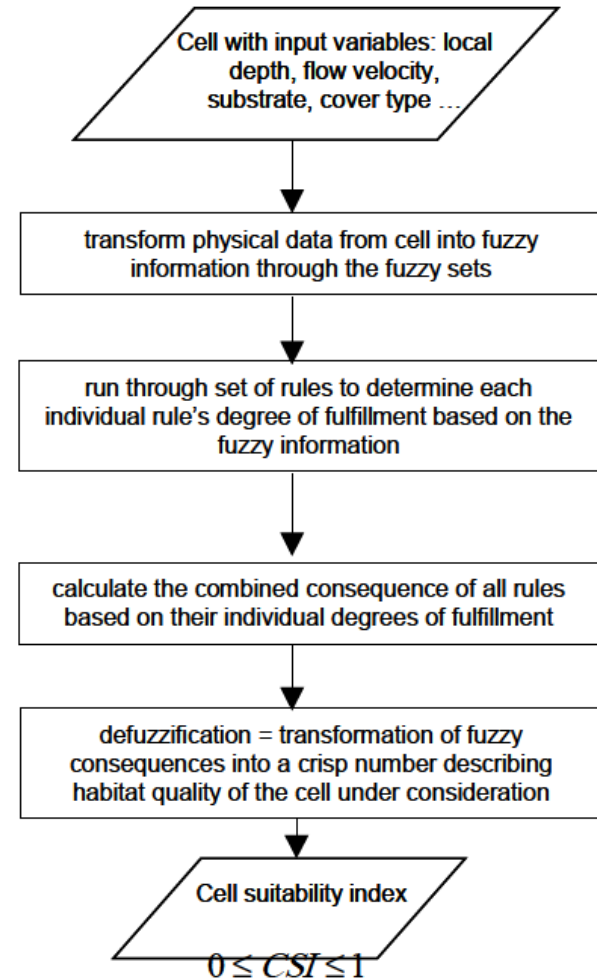 Cell with input variables: local
depth, flow velocity,
substrate, cover type ...
transform physical data from cell into fuzzy
information through the fuzzy sets
run through set of rules to determine each
individual rule's degree of fulfillment based on the
fuzzy information
calculate the combined consequence of all rules
based on their individual degrees of fulfillment
defuzzification = transformation of fuzzy
consequences into a crisp number describing
habitat quality of the cell under consideration
Cell suitability index
0 ≤ CSI ≤ 1